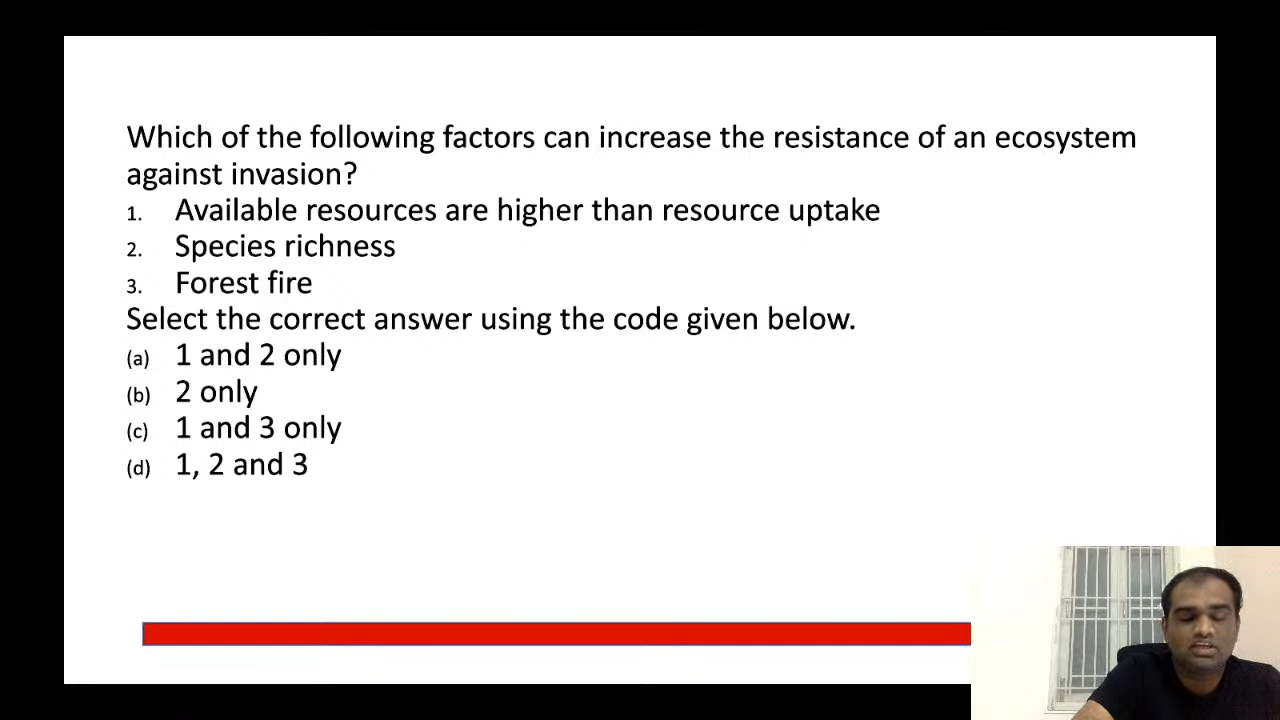 Which of the following factors can increase the resistance of an ecosystem
against invasion?
1. Available resources are higher than resource uptake
2. Species richness
3. Forest fire
Select the correct answer using the code given below.
(a) 1 and 2 only
(b) 2 only
(c) 1 and 3 only
(d) 1, 2 and 3